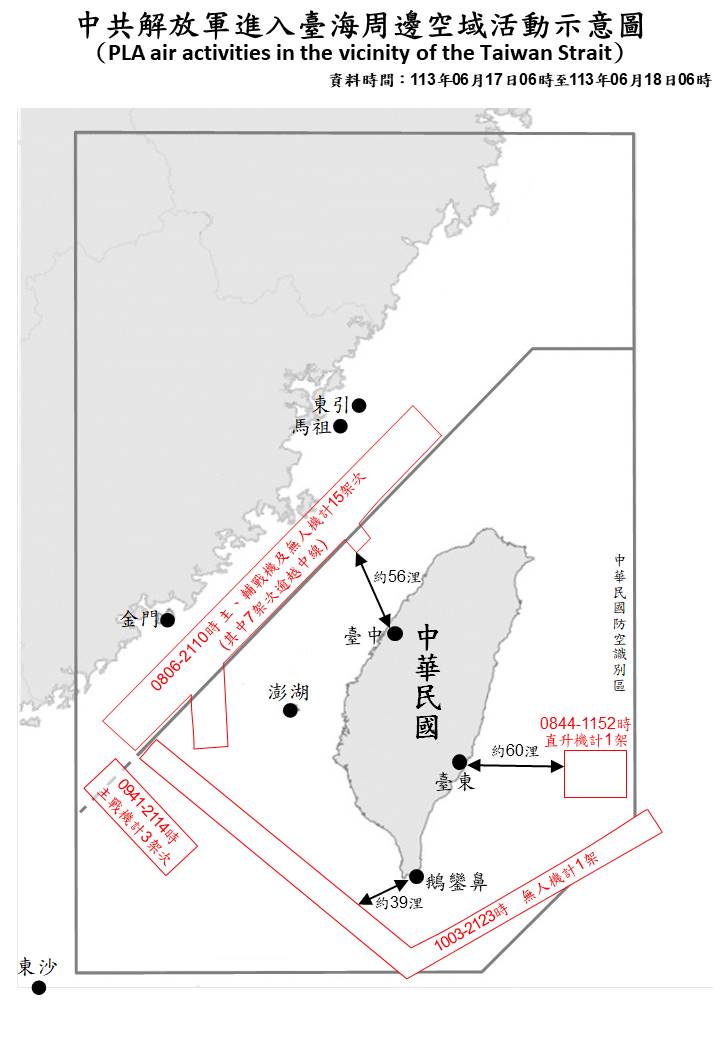 中共解放軍進入臺海周邊空域活動示意圖
（PLA air activities in the vicinity of the Taiwan Strait）
資料時間：113年06月17日06時至113年06月18日06時
東引
馬祖
0806-2110時 主、輔戰機及無人機計15架次
(其中7架次逾越中線)
約56浬
中華民國防空識別區
金門
臺中
中華民國
澎湖
0844-1152時
直升機計1架
約60浬
臺東
0941-2114時
主戰機計3架次
鵝鑾鼻
約39浬
1003-2123時 無人機計1架
東沙